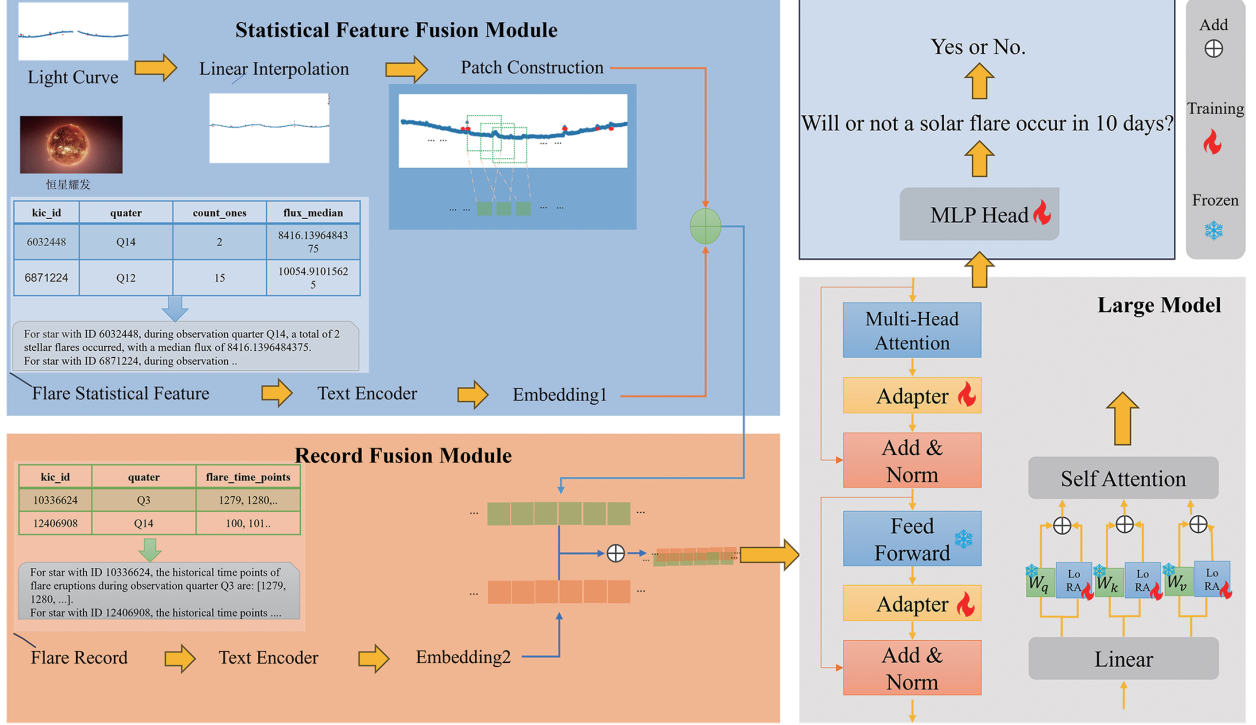 Statistical Feature Fusion Module
Light Curve
Linear Interpolation
Patch Construction
... ...
... ...
... ...
... ...
恒星耀发
kic_id quater count_ones flux_median
6032448 Q14 2 8416.13964843
75
6871224 Q12 15 10054.9101562
5
For star with ID 6032448, during observation quarter Q14, a total of 2
stellar flares occurred, with a median flux of 8416.1396484375.
For star with ID 6871224, during observation ..
Flare Statistical Feature
Text Encoder
Embedding1
Record Fusion Module
kic_id quater flare_time_points
10336624 Q3 1279, 1280,..
12406908 Q14 100, 101..
For star with ID 10336624, the historical time points of
flare eruptions during observation quarter Q3 are: [1279,
1280, ...].
For star with ID 12406908, the historical time points ....
Flare Record
Text Encoder
Embedding2
... ...
... ...
... ...
Yes or No.
Will or not a solar flare occur in 10 days?
MLP Head
Add
Training
Frozen
Large Model
Multi-Head
Attention
Adapter
Add &
Norm
Feed
Forward
Adapter
Add &
Norm
Self Attention
Wq
Lo
RA
Wk
Lo
RA
Wv
Lo
RA
Linear